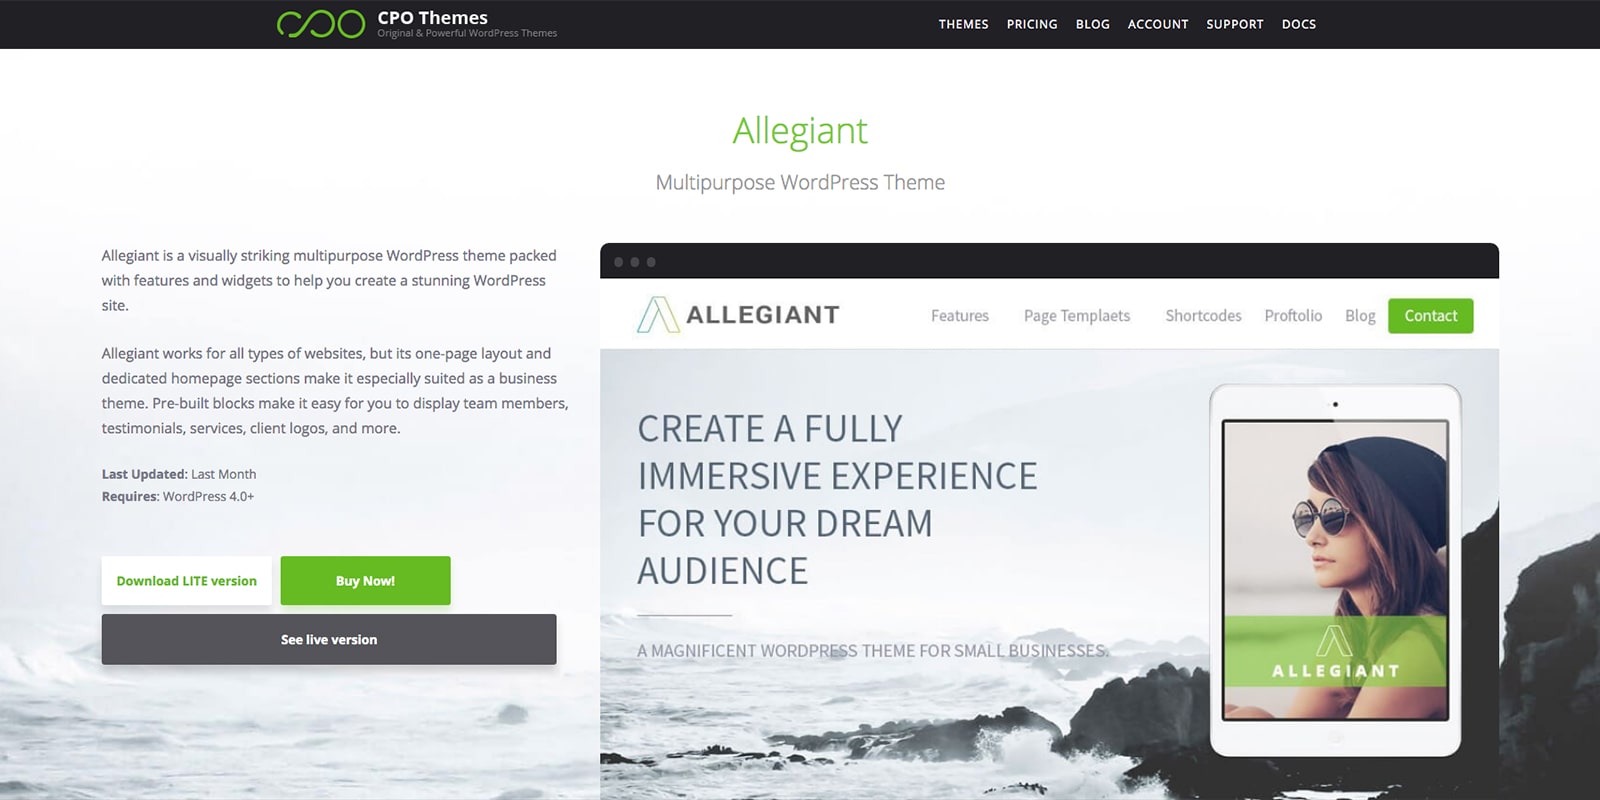 CPO Themes
Original & Powerful WordPress Themes
THEMES PRICING BLOG ACCOUNT SUPPORT DOCS
Allegiant
Multipurpose WordPress Theme
Allegiant is a visually striking multipurpose WordPress theme packed
with features and widgets to help you create a stunning WordPress
site.
Allegiant works for all types of websites, but its one-page layout and
dedicated homepage sections make it especially suited as a business
theme. Pre-built blocks make it easy for you to display team members,
testimonials, services, client logos, and more.
Last Updated: Last Month
Requires: WordPress 4.0+
Download LITE version
Buy Now!
See live version
ALLEGIANT
Features Page Templaets Shortcodes Proftolio Blog Contact
CREATE A FULLY
IMMERSIVE EXPERIENCE
FOR YOUR DREAM
AUDIENCE
A MAGNIFICENT WORDPRESS THEME FOR SMALL BUSINESSES.
ALLEGIANT